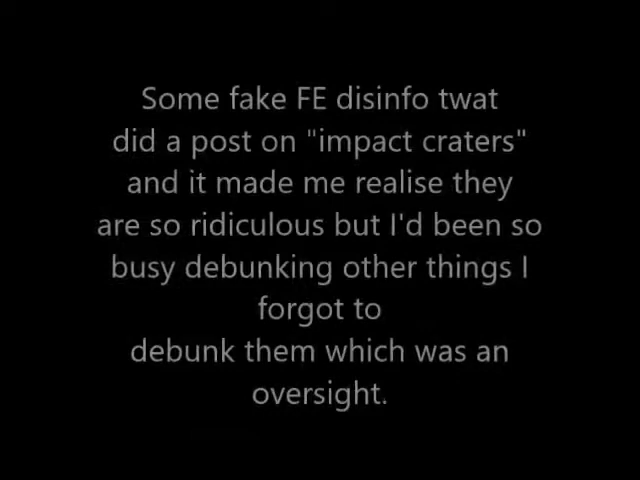 Some fake FE disinfo twat
did a post on "impact craters"
and it made me realise they
are so ridiculous but I'd been so
busy debunking other things I
forgot to
debunk them which was an
oversight.